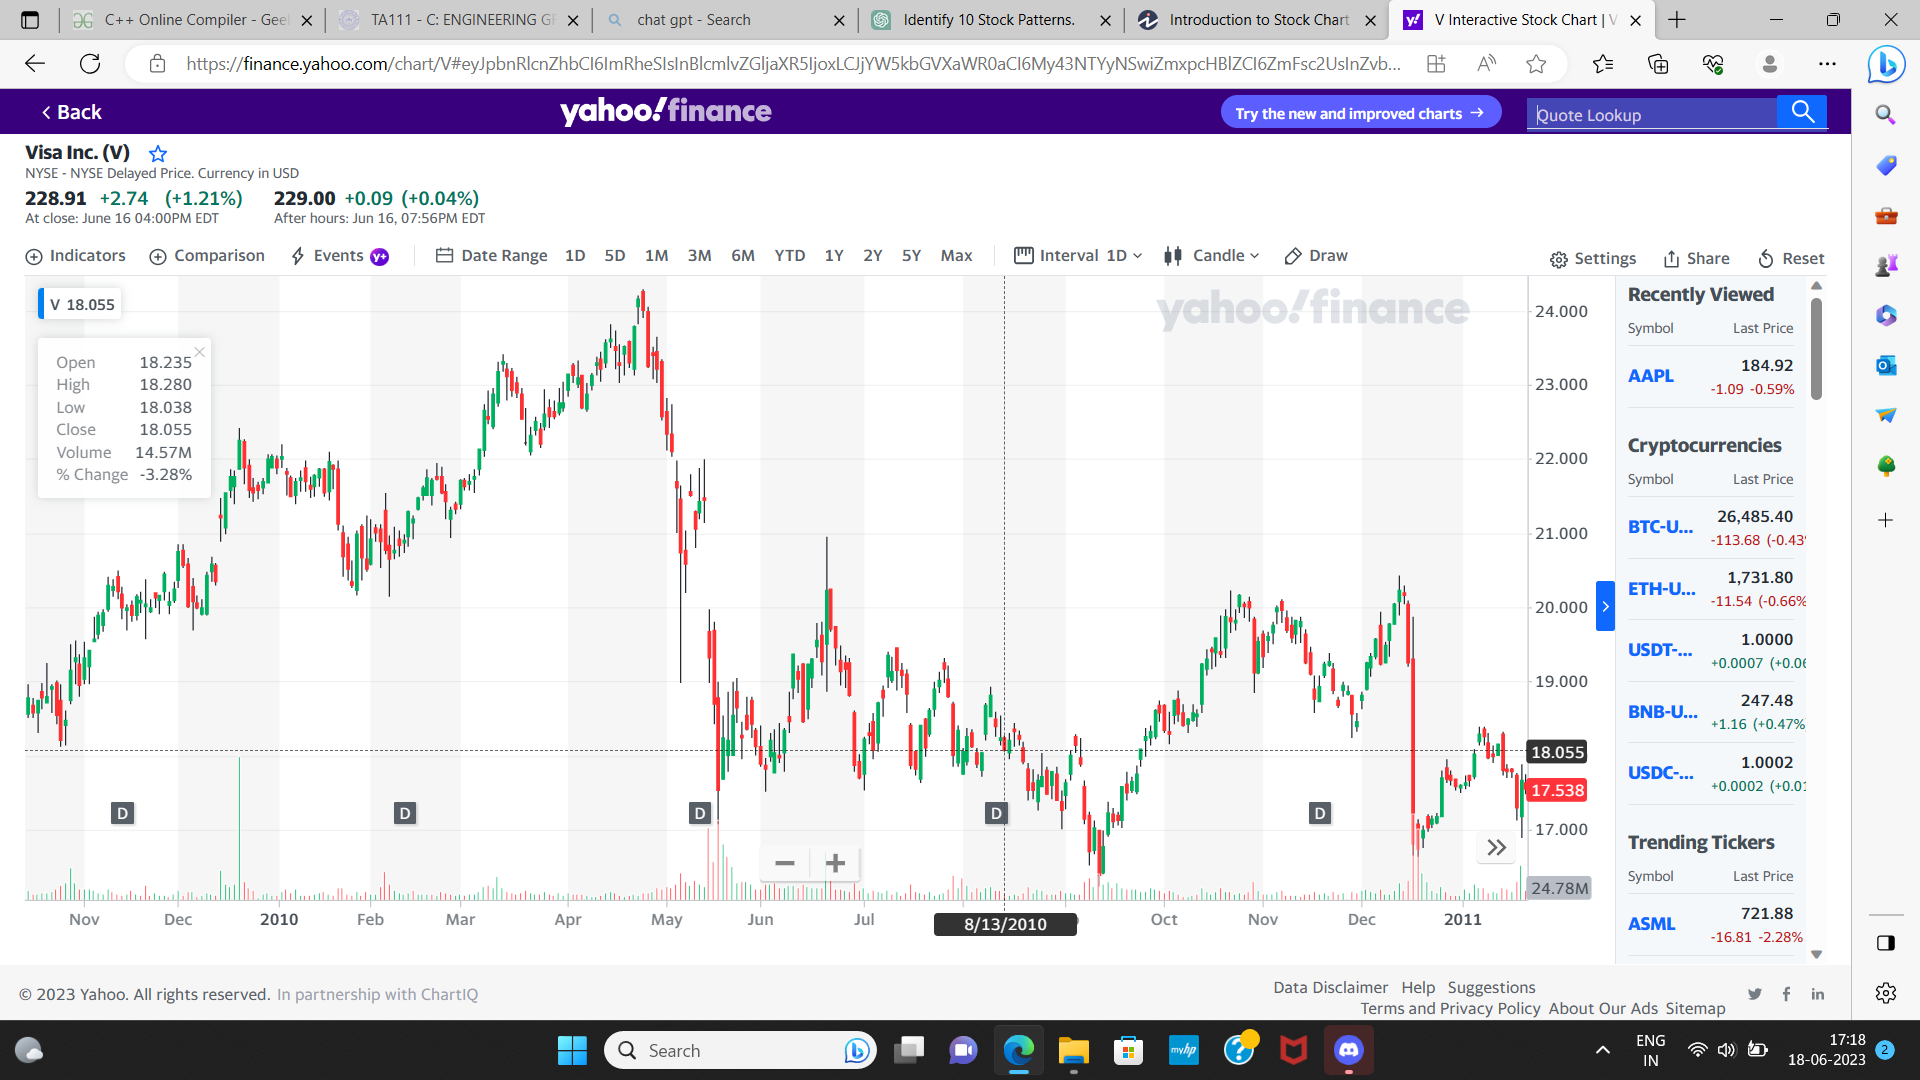 C++ Online Compiler - Gee
TA111 - C: ENGINEERING GF
chat gpt - Search
Identify 10 Stock Patterns.
Introduction to Stock Chart
V Interactive Stock Chart | V
Back
yahoo!finance
Try the new and improved charts →
Quote Lookup
Visa Inc. (V)
NYSE - NYSE Delayed Price. Currency in USD
228.91 +2.74 (+1.21%) 229.00 +0.09 (+0.04%)
At close: June 16 04:00PM EDT After hours: Jun 16, 07:56PM EDT
Indicators Comparison Events y+ Date Range 1D 5D 1M 3M 6M YTD 1Y 2Y 5Y Max Interval 1D Candle Draw Settings Share Reset
V 18.055
Open 18.235
High 18.280
Low 18.038
Close 18.055
Volume 14.57M
% Change -3.28%
yahoo!finance
24.000
23.000
22.000
21.000
20.000
19.000
18.055
17.538
17.000
24.78M
D D D D D
Nov Dec 2010 Feb Mar Apr May Jun Jul 8/13/2010 Oct Nov Dec 2011
Recently Viewed
Symbol Last Price
AAPL 184.92
-1.09 -0.59%
Cryptocurrencies
Symbol Last Price
BTC-U... 26,485.40
-113.68 (-0.43
ETH-U... 1,731.80
-11.54 (-0.66%
USDT-... 1.0000
+0.0007 (+0.06
BNB-U... 247.48
+1.16 (+0.47%)
USDC-... 1.0002
+0.0002 (+0.01
Trending Tickers
Symbol Last Price
ASML 721.88
-16.81 -2.28%
© 2023 Yahoo. All rights reserved. In partnership with ChartIQ
Data Disclaimer Help Suggestions
Terms and Privacy Policy About Our Ads Sitemap
Search
myhp
ENG
IN
17:18
18-06-2023
2